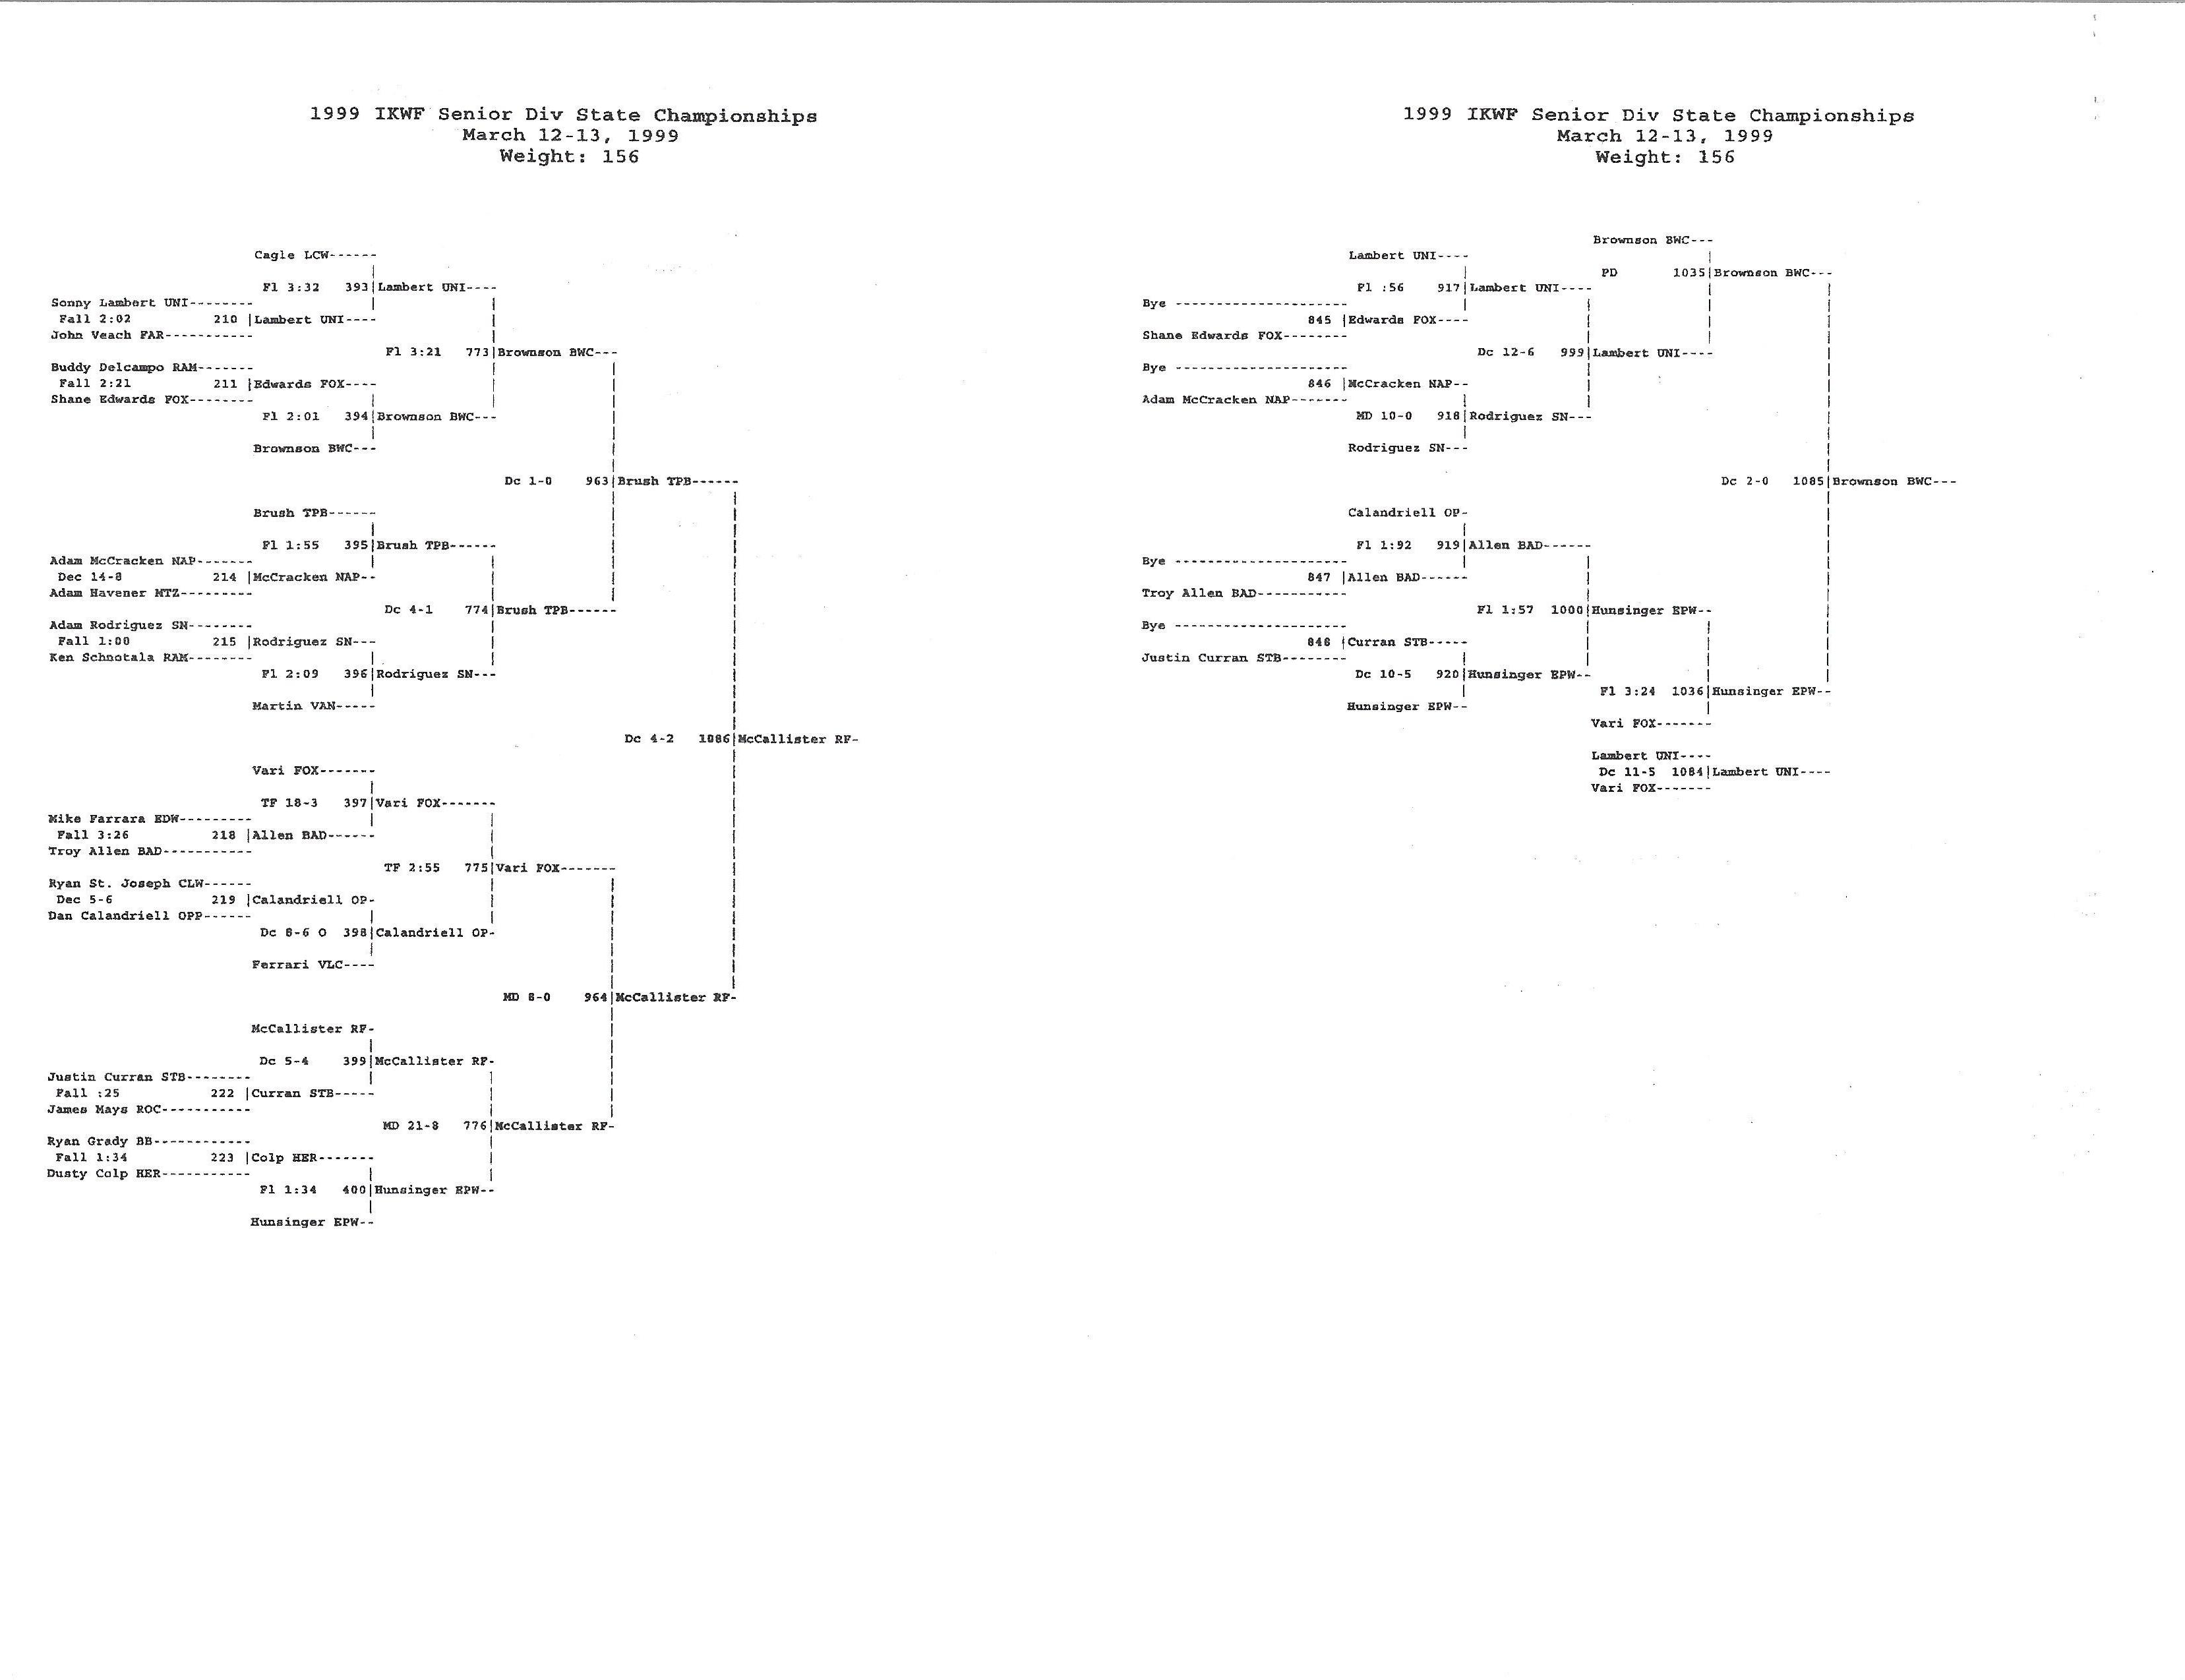 1999 IKWF Senior Div State Championships
March 12-13, 1999
Weight: 156
Cagle LCW------
Fl 3:32 393|Lambert UNI----
Sonny Lambert UNI--------
Fall 2:02 210 |Lambert UNI----
John Veach FAR-----------
Fl 3:21 773|Brownson BWC---
Buddy Delcampo RAM-------
Fall 2:21 211 |Edwards FOX----
Shane Edwards FOX--------
Fl 2:01 394|Brownson BWC---
Brownson BWC---
Dc 1-0 963|Brush TPB------
Brush TPB------
Fl 1:55 395|Brush TPB------
Adam McCracken NAP-------
Dec 14-8 214 |McCracken NAP--
Adam Havener MTZ---------
Dc 4-1 774|Brush TPB------
Adam Rodriguez SN--------
Fall 1:00 215 |Rodriguez SN---
Ken Schnotala RAM--------
Fl 2:09 396|Rodriguez SN---
Martin VAN-----
Dc 4-2 1086|McCallister RF-
Vari FOX-------
TF 18-3 397|Vari FOX-------
Mike Farrara EDW---------
Fall 3:26 218 |Allen BAD------
Troy Allen BAD-----------
TF 2:55 775|Vari FOX-------
Ryan St. Joseph CLW------
Dec 5-6 219 |Calandriell OP-
Dan Calandriell OPP------
Dc 8-6 O 398|Calandriell OP-
Ferrari VLC----
MD 8-0 964|McCallister RF-
McCallister RF-
Dc 5-4 399|McCallister RF-
Justin Curran STB--------
Fall :25 222 |Curran STB-----
James Mays ROC-----------
MD 21-8 776|McCallister RF-
Ryan Grady BB------------
Fall 1:34 223 |Colp HER-------
Dusty Colp HER-----------
Fl 1:34 400|Hunsinger EPW--
Hunsinger EPW--
1999 IKWF Senior Div State Championships
March 12-13, 1999
Weight: 156
Brownson BWC---
Lambert UNI----
PD 1035|Brownson BWC---
Fl :56 917|Lambert UNI----
Bye ---------------------
845 |Edwards FOX----
Shane Edwards FOX--------
Dc 12-6 999|Lambert UNI----
Bye ---------------------
846 |McCracken NAP--
Adam McCracken NAP-------
MD 10-0 918|Rodriguez SN---
Rodriguez SN---
Dc 2-0 1085|Brownson BWC---
Calandriell OP-
Fl 1:92 919|Allen BAD------
Bye ---------------------
847 |Allen BAD------
Troy Allen BAD-----------
Fl 1:57 1000|Hunsinger EPW--
Bye ---------------------
848 |Curran STB-----
Justin Curran STB--------
Dc 10-5 920|Hunsinger EPW--
Fl 3:24 1036|Hunsinger EPW--
Hunsinger EPW--
Vari FOX-------
Lambert UNI----
Dc 11-5 1084|Lambert UNI----
Vari FOX-------